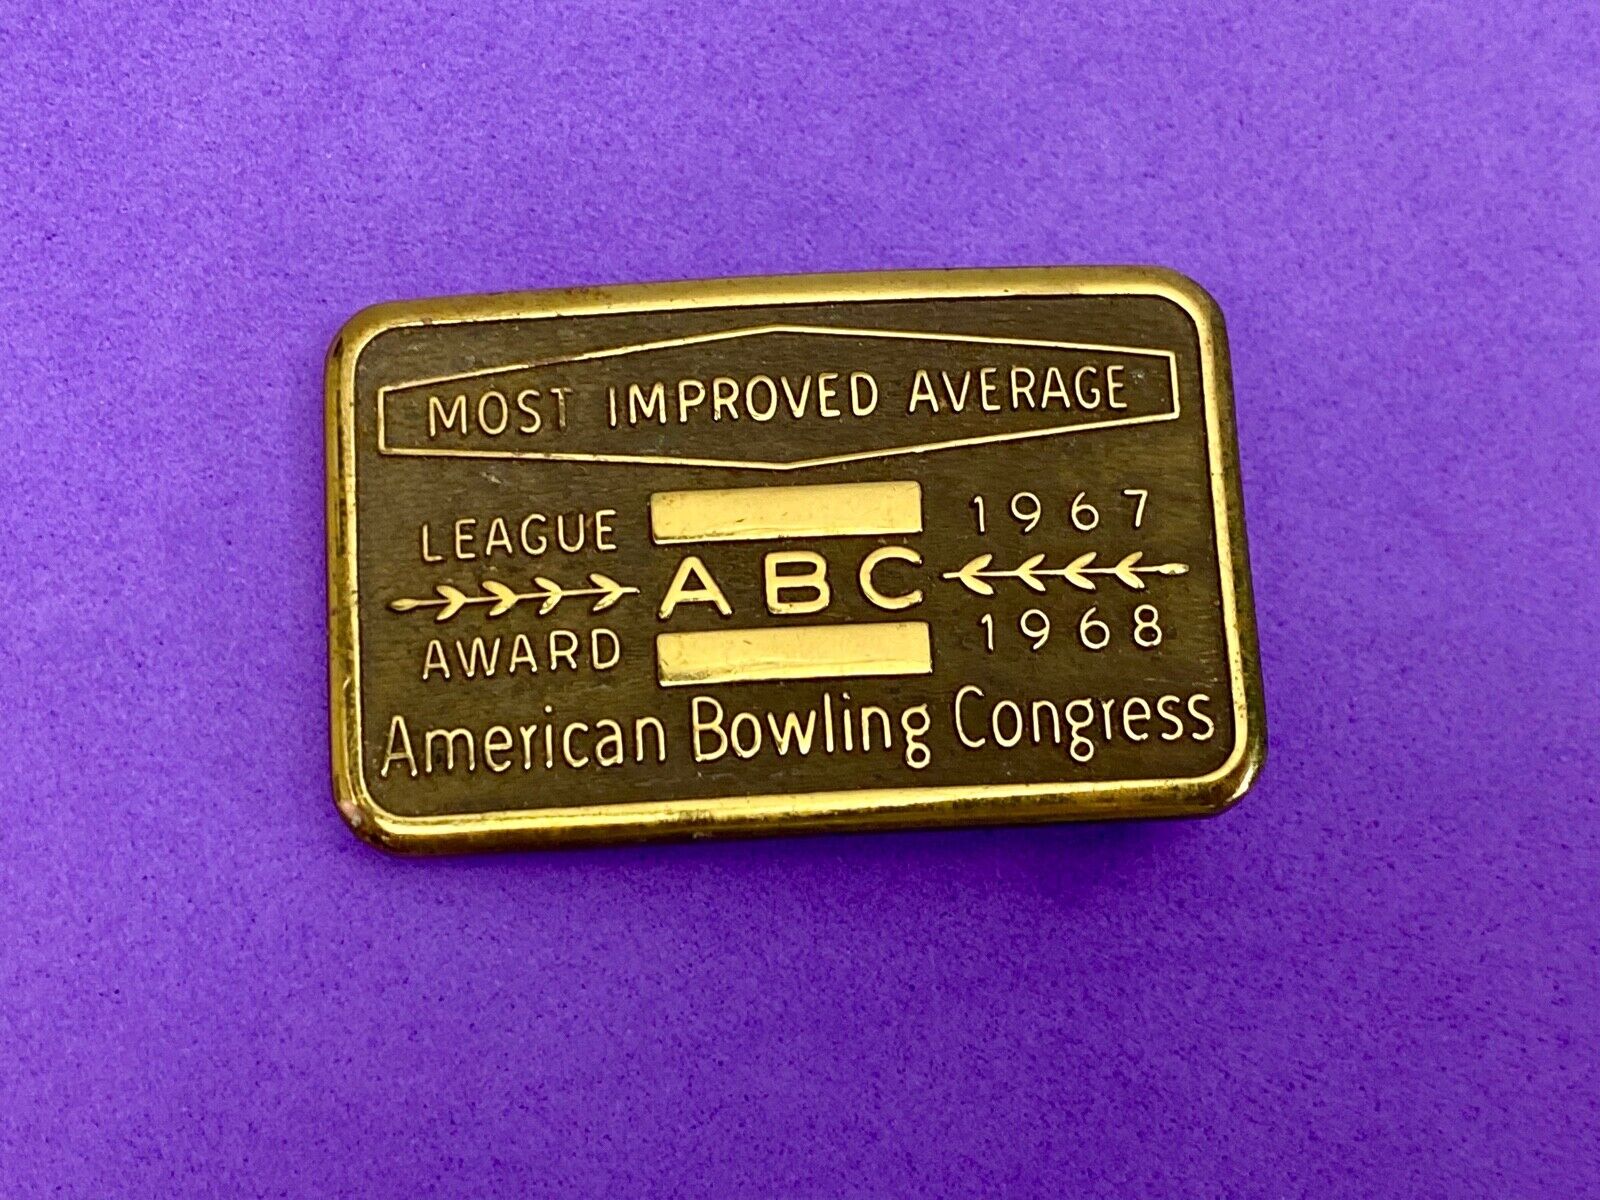 MOST IMPROVED AVERAGE
LEAGUE 1967
ABC
AWARD 1968
American Bowling Congress